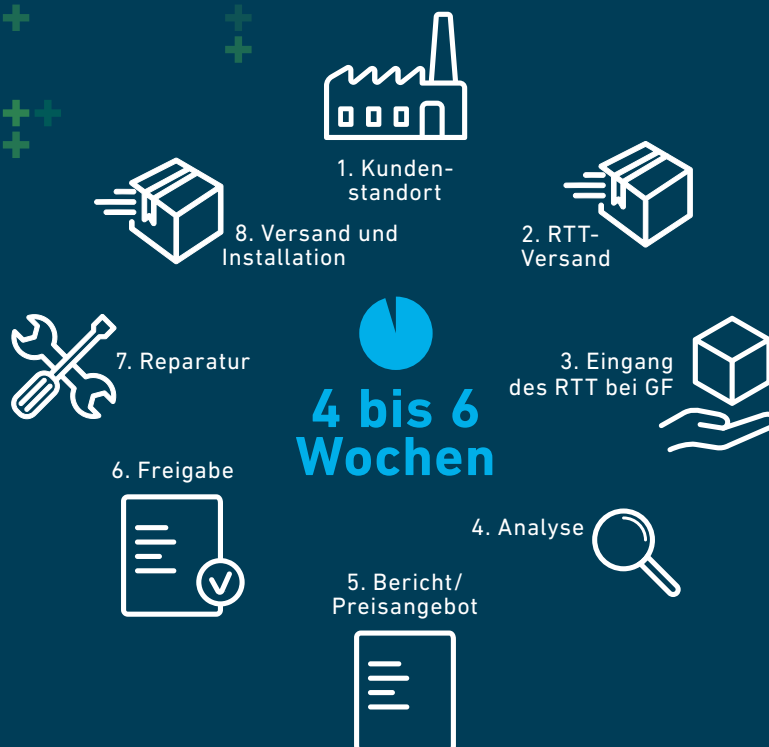 1. Kunden-
standort
2. RTT-
Versand
3. Eingang
des RTT bei GF
4. Analyse
5. Bericht/
Preisangebot
6. Freigabe
7. Reparatur
8. Versand und
Installation
4 bis 6
Wochen